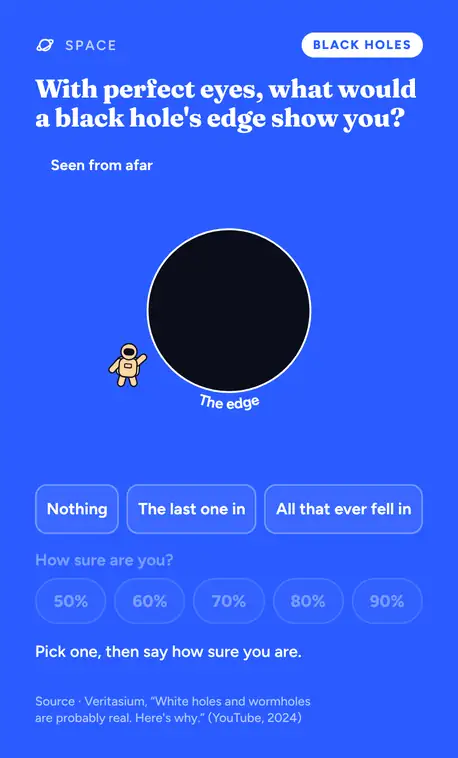 SPACE
BLACK HOLES
With perfect eyes, what would
a black hole's edge show you?
Seen from afar
The edge
Nothing
The last one in
All that ever fell in
How sure are you?
50%
60%
70%
80%
90%
Pick one, then say how sure you are.
Source · Veritasium, “White holes and wormholes
are probably real. Here's why.” (YouTube, 2024)